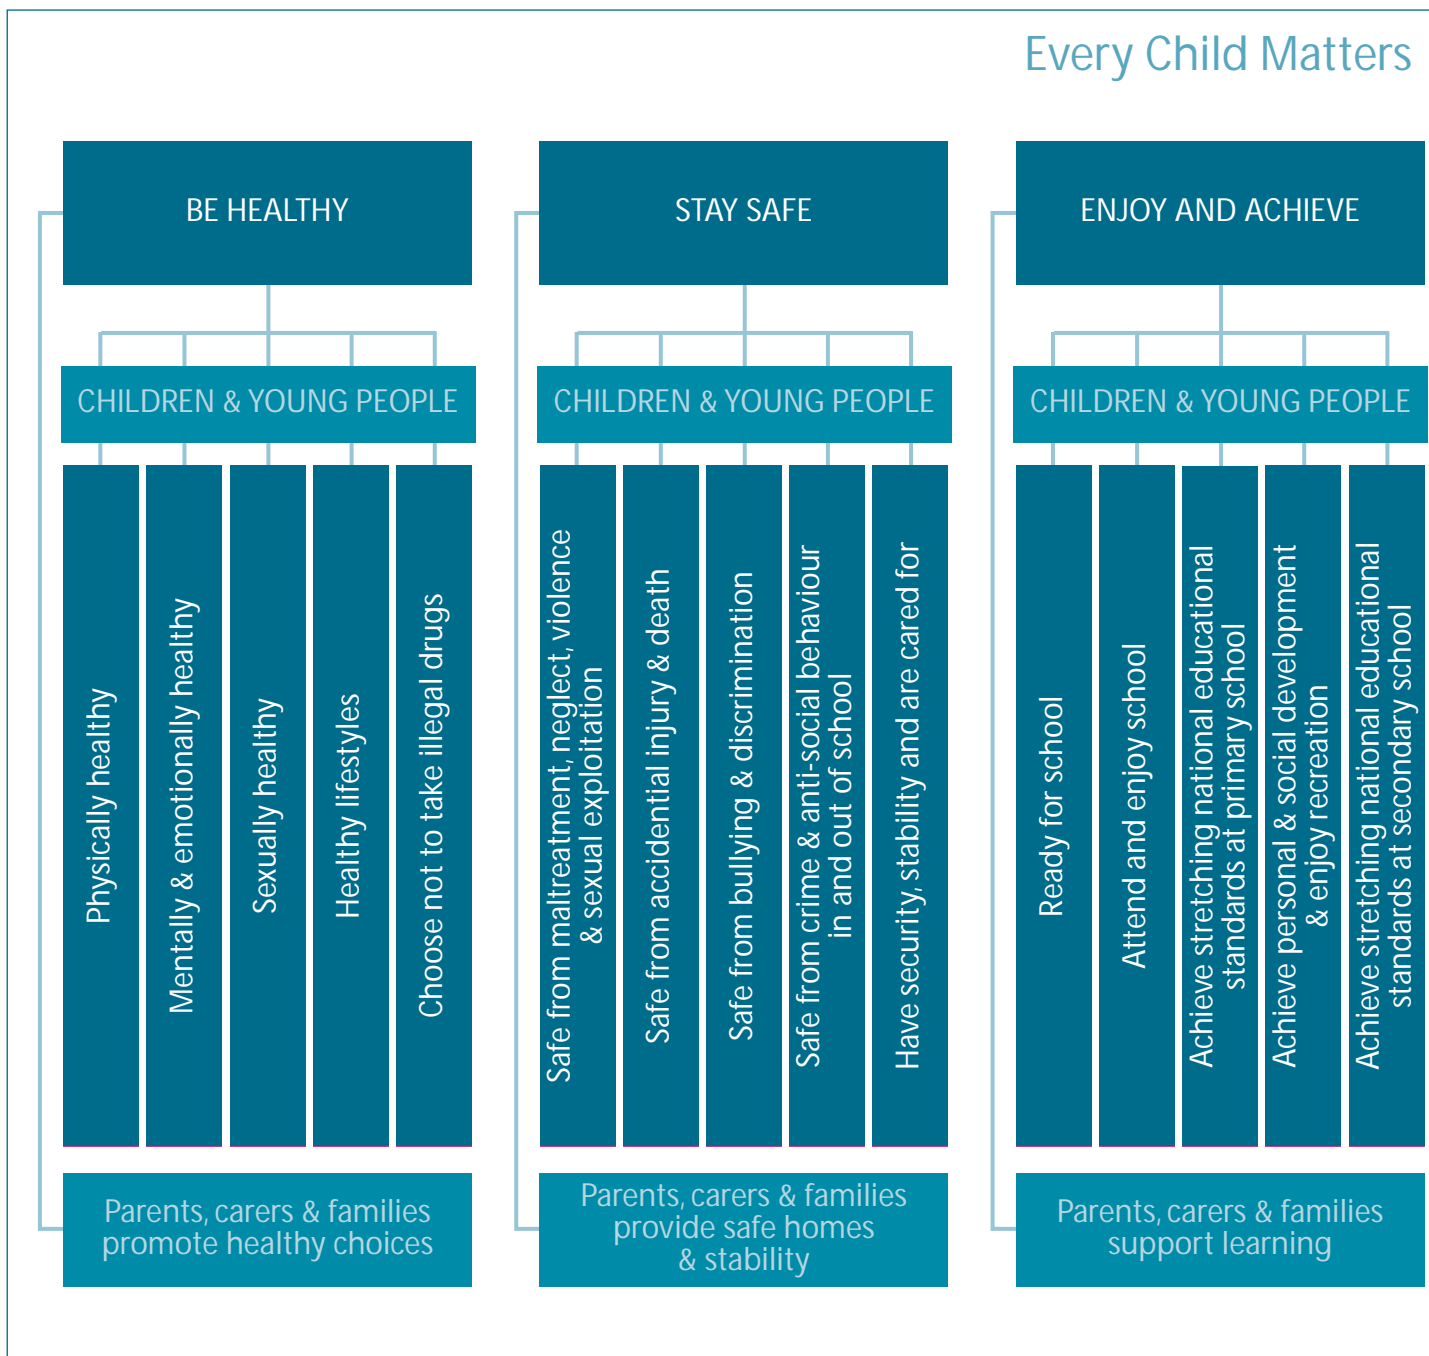 Every Child Matters
BE HEALTHY
CHILDREN & YOUNG PEOPLE
Physically healthy
Mentally & emotionally healthy
Sexually healthy
Healthy lifestyles
Choose not to take illegal drugs
Parents, carers & families
promote healthy choices
STAY SAFE
CHILDREN & YOUNG PEOPLE
Safe from maltreatment, neglect, violence
& sexual exploitation
Safe from accidential injury & death
Safe from bullying & discrimination
Safe from crime & anti-social behaviour
in and out of school
Have security, stability and are cared for
Parents, carers & families
provide safe homes
& stability
ENJOY AND ACHIEVE
CHILDREN & YOUNG PEOPLE
Ready for school
Attend and enjoy school
Achieve stretching national educational
standards at primary school
Achieve personal & social development
& enjoy recreation
Achieve stretching national educational
standards at secondary school
Parents, carers & families
support learning